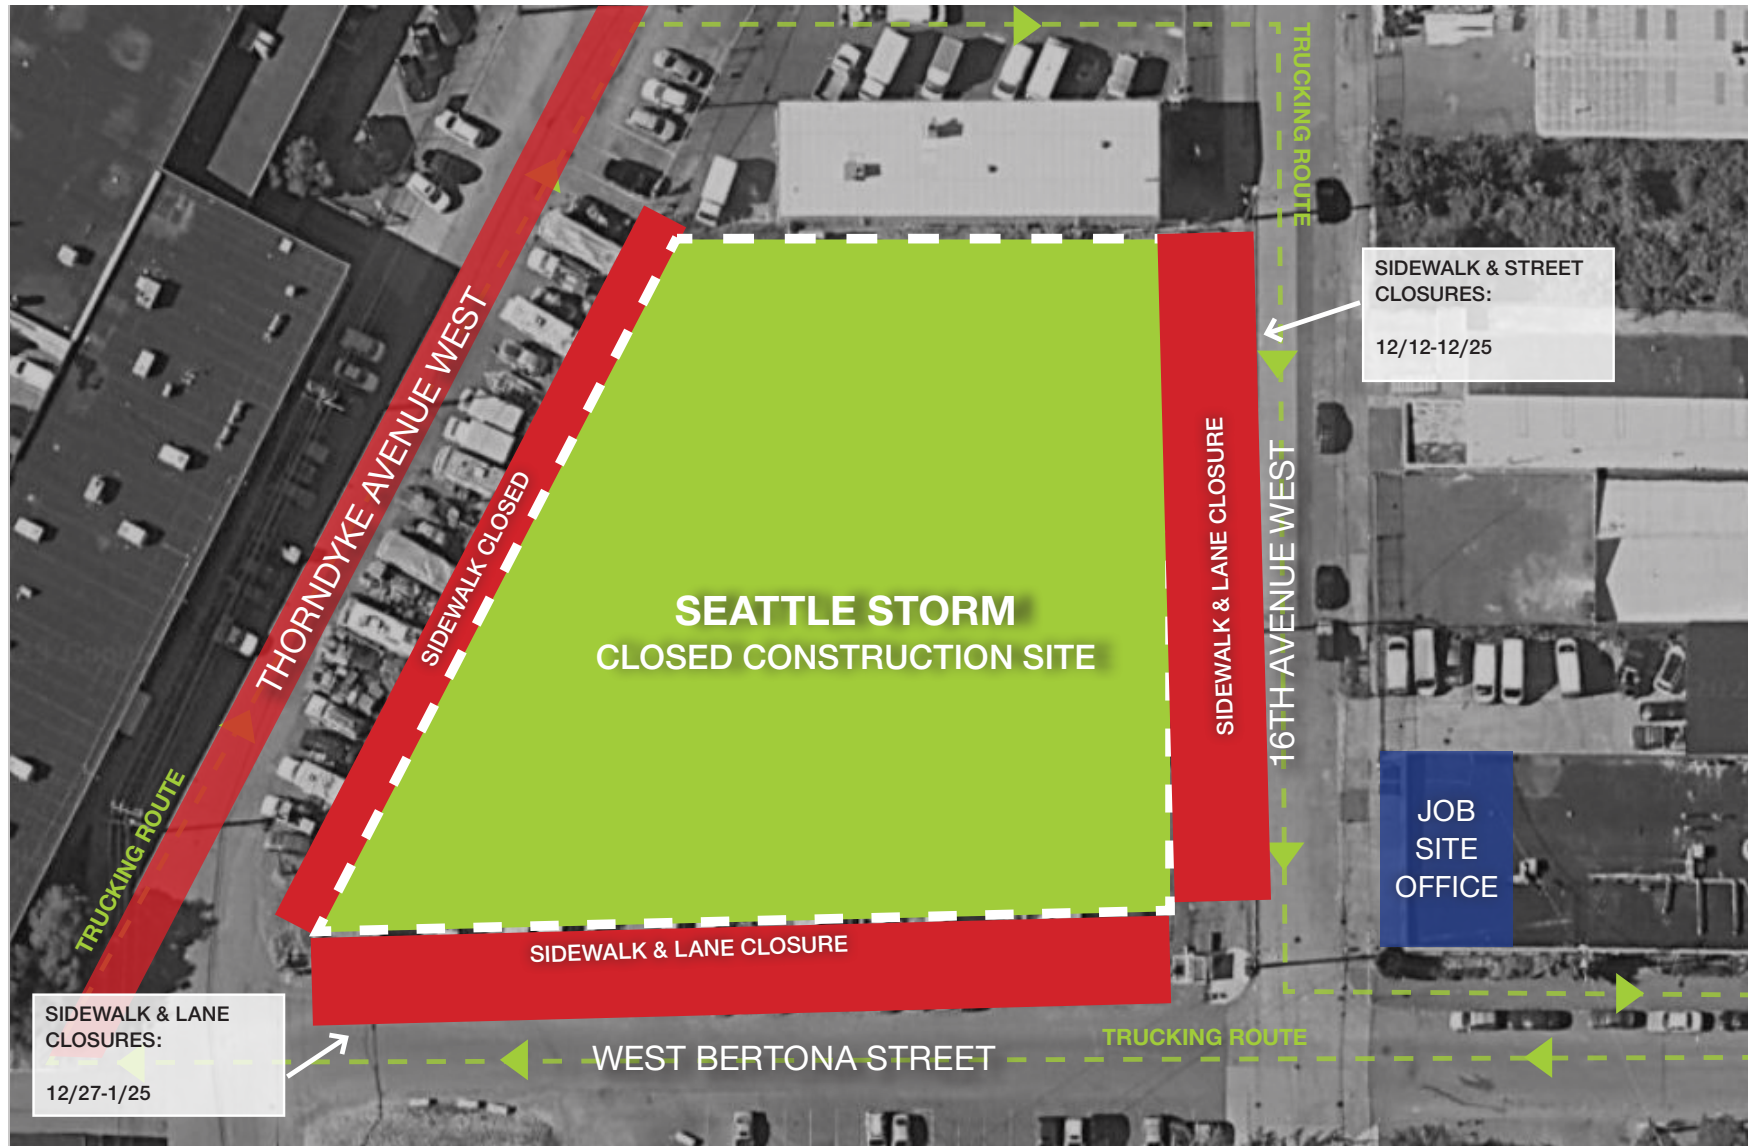 TRUCKING ROUTE
SIDEWALK & STREET
CLOSURES:
12/12-12/25
THORNDYKE AVENUE WEST
SIDEWALK CLOSED
SIDEWALK & LANE CLOSURE
16TH AVENUE WEST
SEATTLE STORM
CLOSED CONSTRUCTION SITE
JOB
SITE
OFFICE
TRUCKING ROUTE
SIDEWALK & LANE CLOSURE
SIDEWALK & LANE
CLOSURES:
12/27-1/25
TRUCKING ROUTE
WEST BERTONA STREET